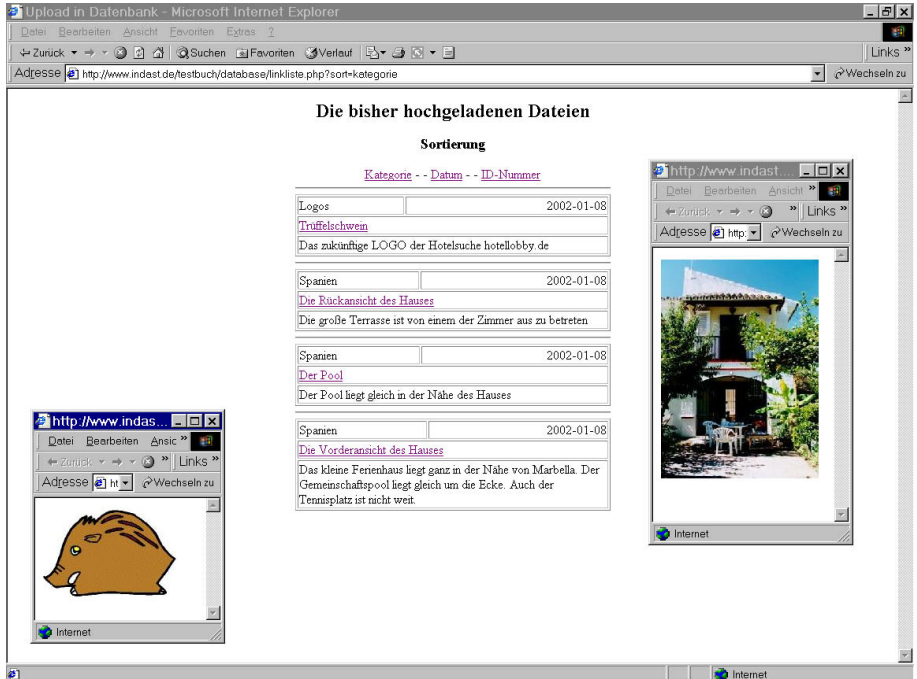 Upload in Datenbank - Microsoft Internet Explorer
Datei Bearbeiten Ansicht Favoriten Extras ?
Zurück Suchen Favoriten Verlauf Links »
Adresse http://www.indast.de/testbuch/database/linkliste.php?sort=kategorie Wechseln zu
Die bisher hochgeladenen Dateien
Sortierung
Kategorie - - Datum - - ID-Nummer
Logos 2002-01-08
Trüffelschwein
Das zukünftige LOGO der Hotelsuche hotellobby.de
Spanien 2002-01-08
Die Rückansicht des Hauses
Die große Terrasse ist von einem der Zimmer aus zu betreten
Spanien 2002-01-08
Der Pool
Der Pool liegt gleich in der Nähe des Hauses
Spanien 2002-01-08
Die Vorderansicht des Hauses
Das kleine Ferienhaus liegt ganz in der Nähe von Marbella. Der
Gemeinschaftspool liegt gleich um die Ecke. Auch der
Tennisplatz ist nicht weit.
http://www.indast....
Datei Bearbeiten Ansicht »
Zurück » Links »
Adresse http: Wechseln zu
Internet
http://www.indas...
Datei Bearbeiten Ansic »
Zurück » Links »
Adresse ht Wechseln zu
Internet
Internet